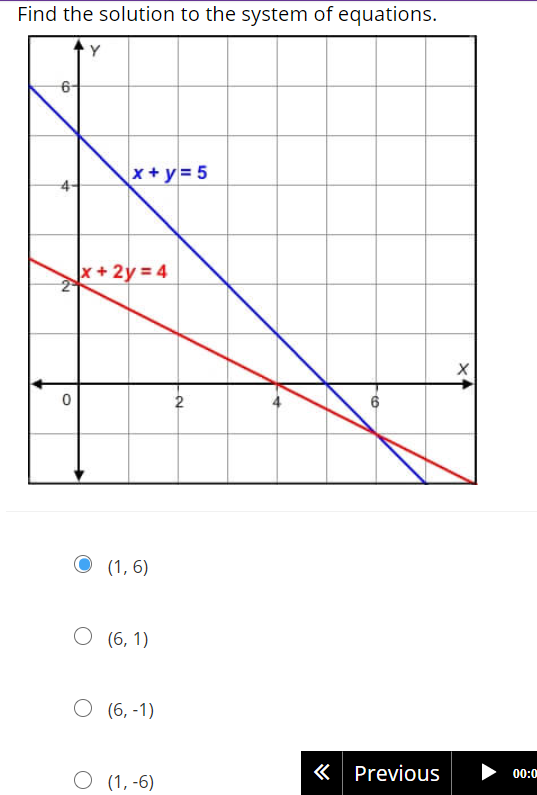 Find the solution to the system of equations.
Y
6
x + y = 5
4
x + 2y = 4
2
X
0
2
4
6
(1, 6)
(6, 1)
(6, -1)
(1, -6)
Previous
00:0